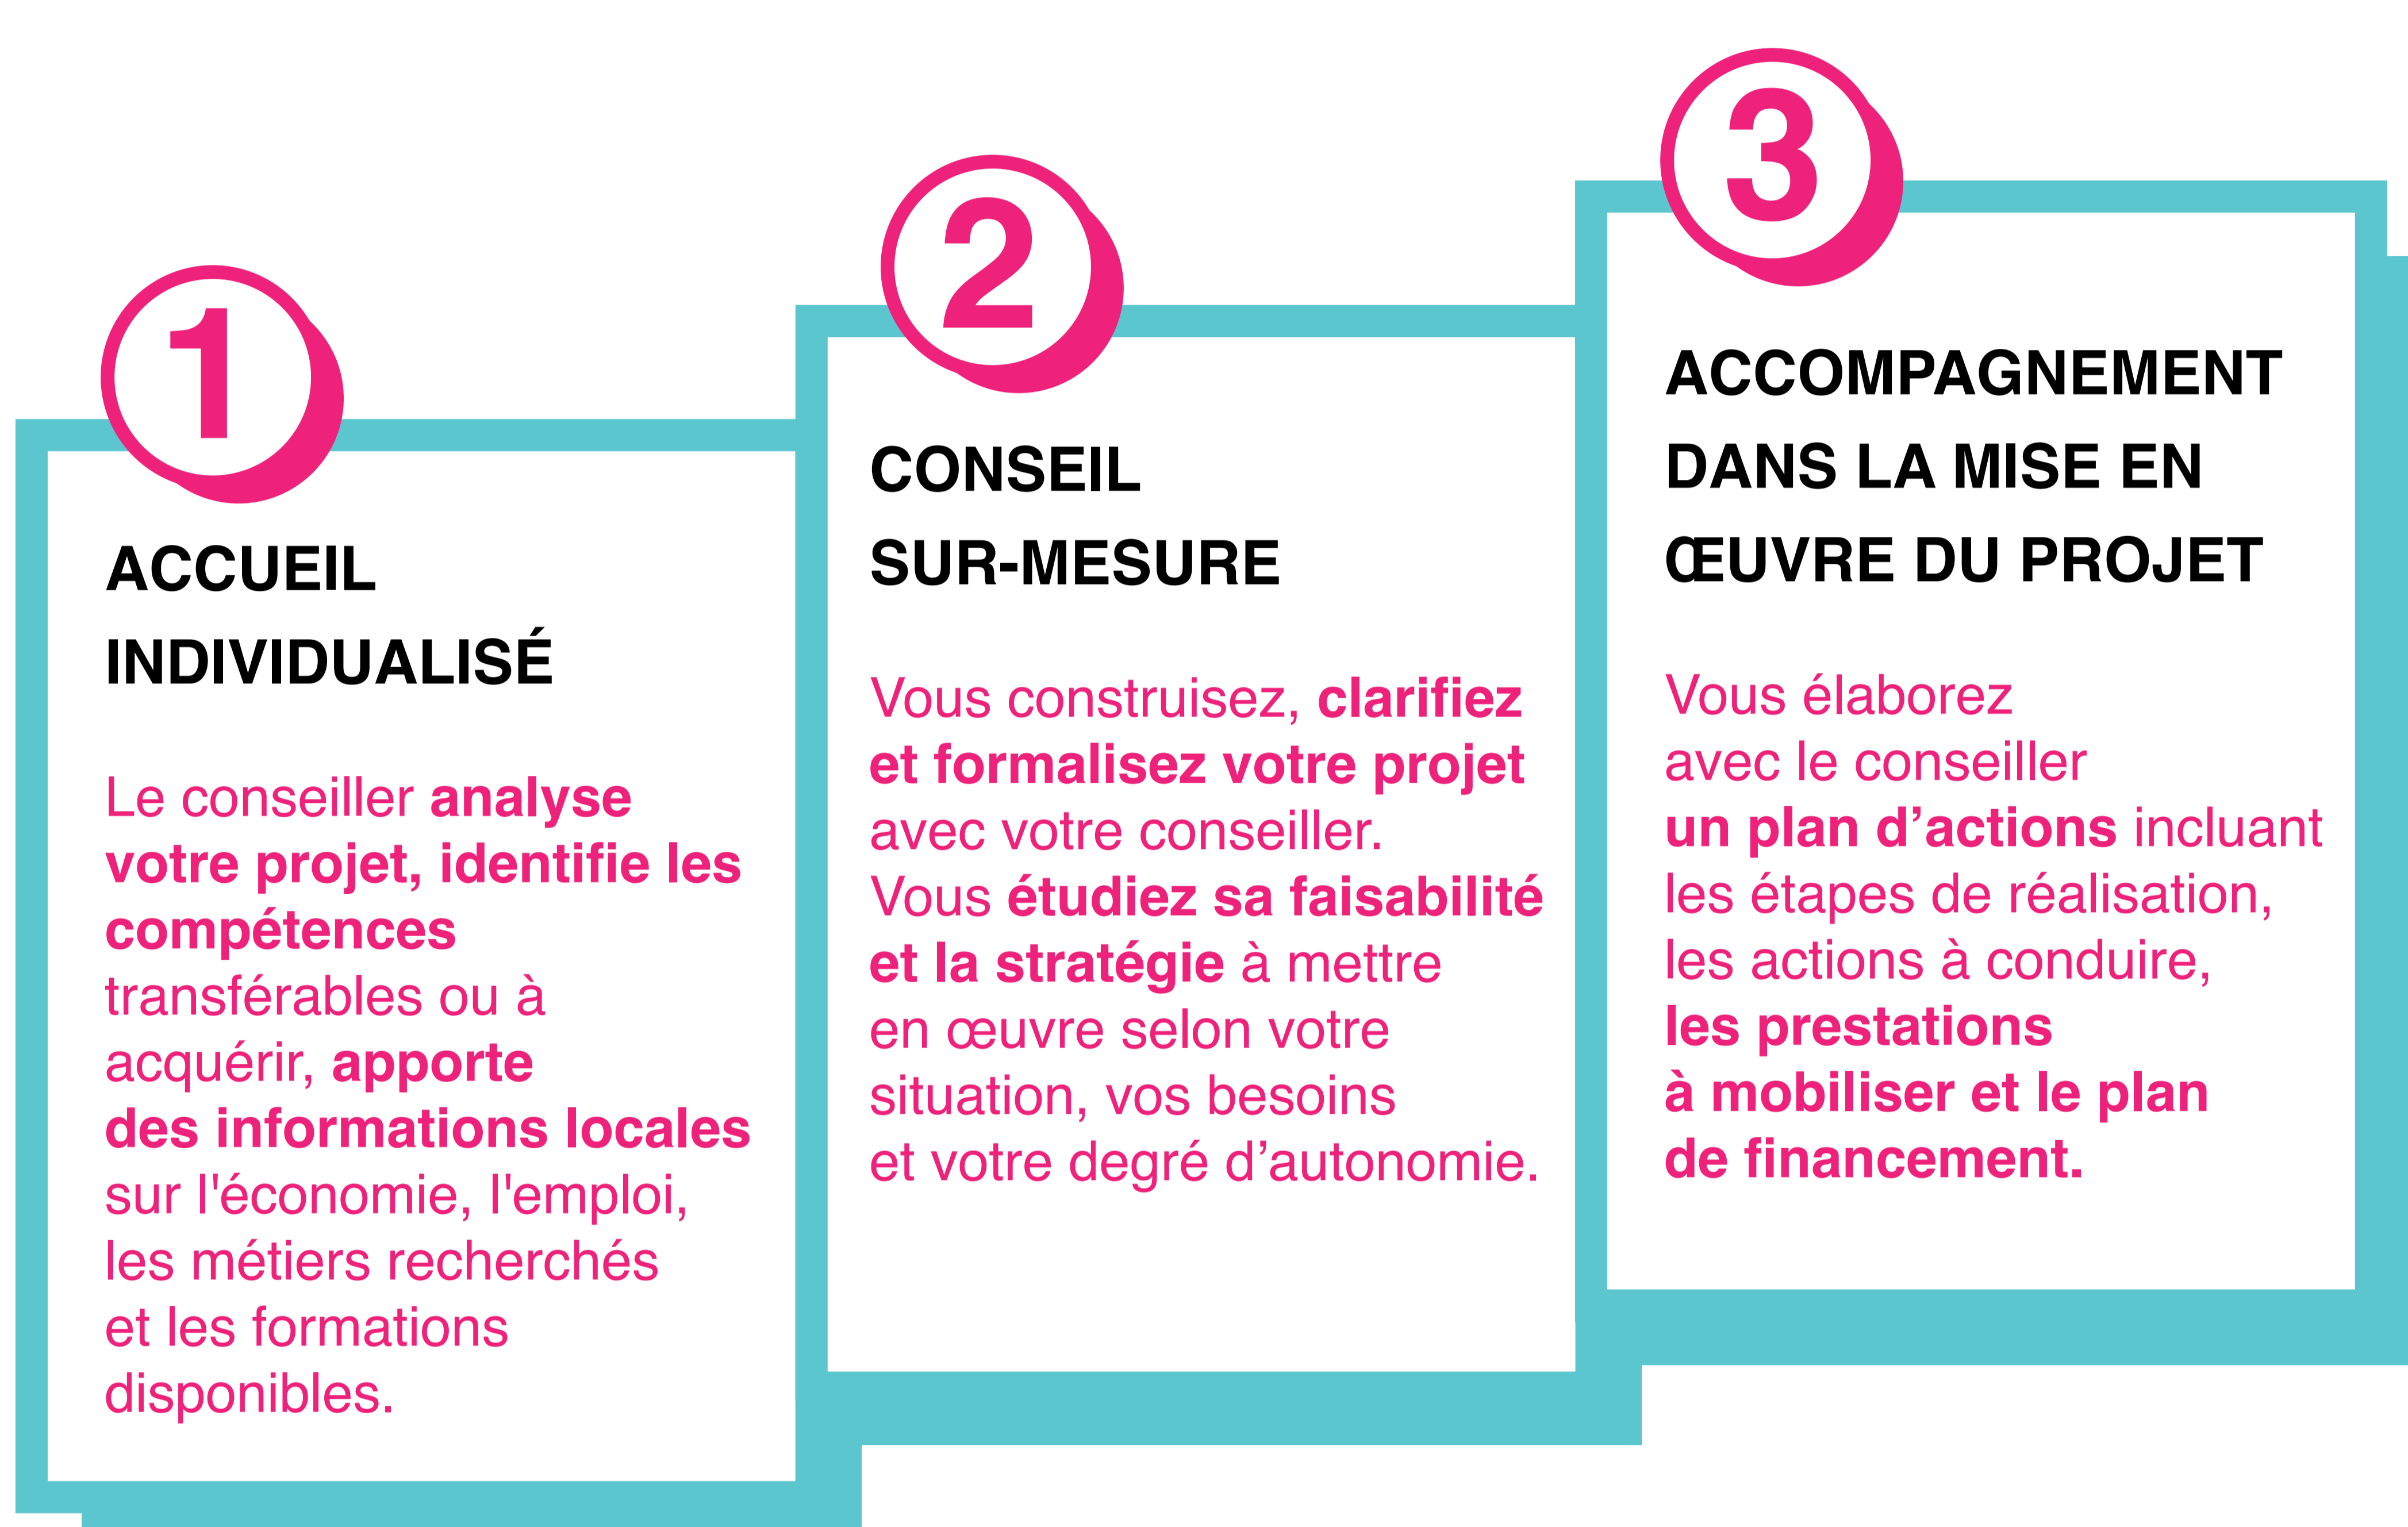 1
ACCUEIL
INDIVIDUALISÉ
Le conseiller analyse
votre projet, identifie les
compétences
transférables ou à
acquérir, apporte
des informations locales
sur l'économie, l'emploi,
les métiers recherchés
et les formations
disponibles.
2
CONSEIL
SUR-MESURE
Vous construisez, clarifiez
et formalisez votre projet
avec votre conseiller.
Vous étudiez sa faisabilité
et la stratégie à mettre
en œuvre selon votre
situation, vos besoins
et votre degré d’autonomie.
3
ACCOMPAGNEMENT
DANS LA MISE EN
ŒUVRE DU PROJET
Vous élaborez
avec le conseiller
un plan d’actions incluant
les étapes de réalisation,
les actions à conduire,
les prestations
à mobiliser et le plan
de financement.